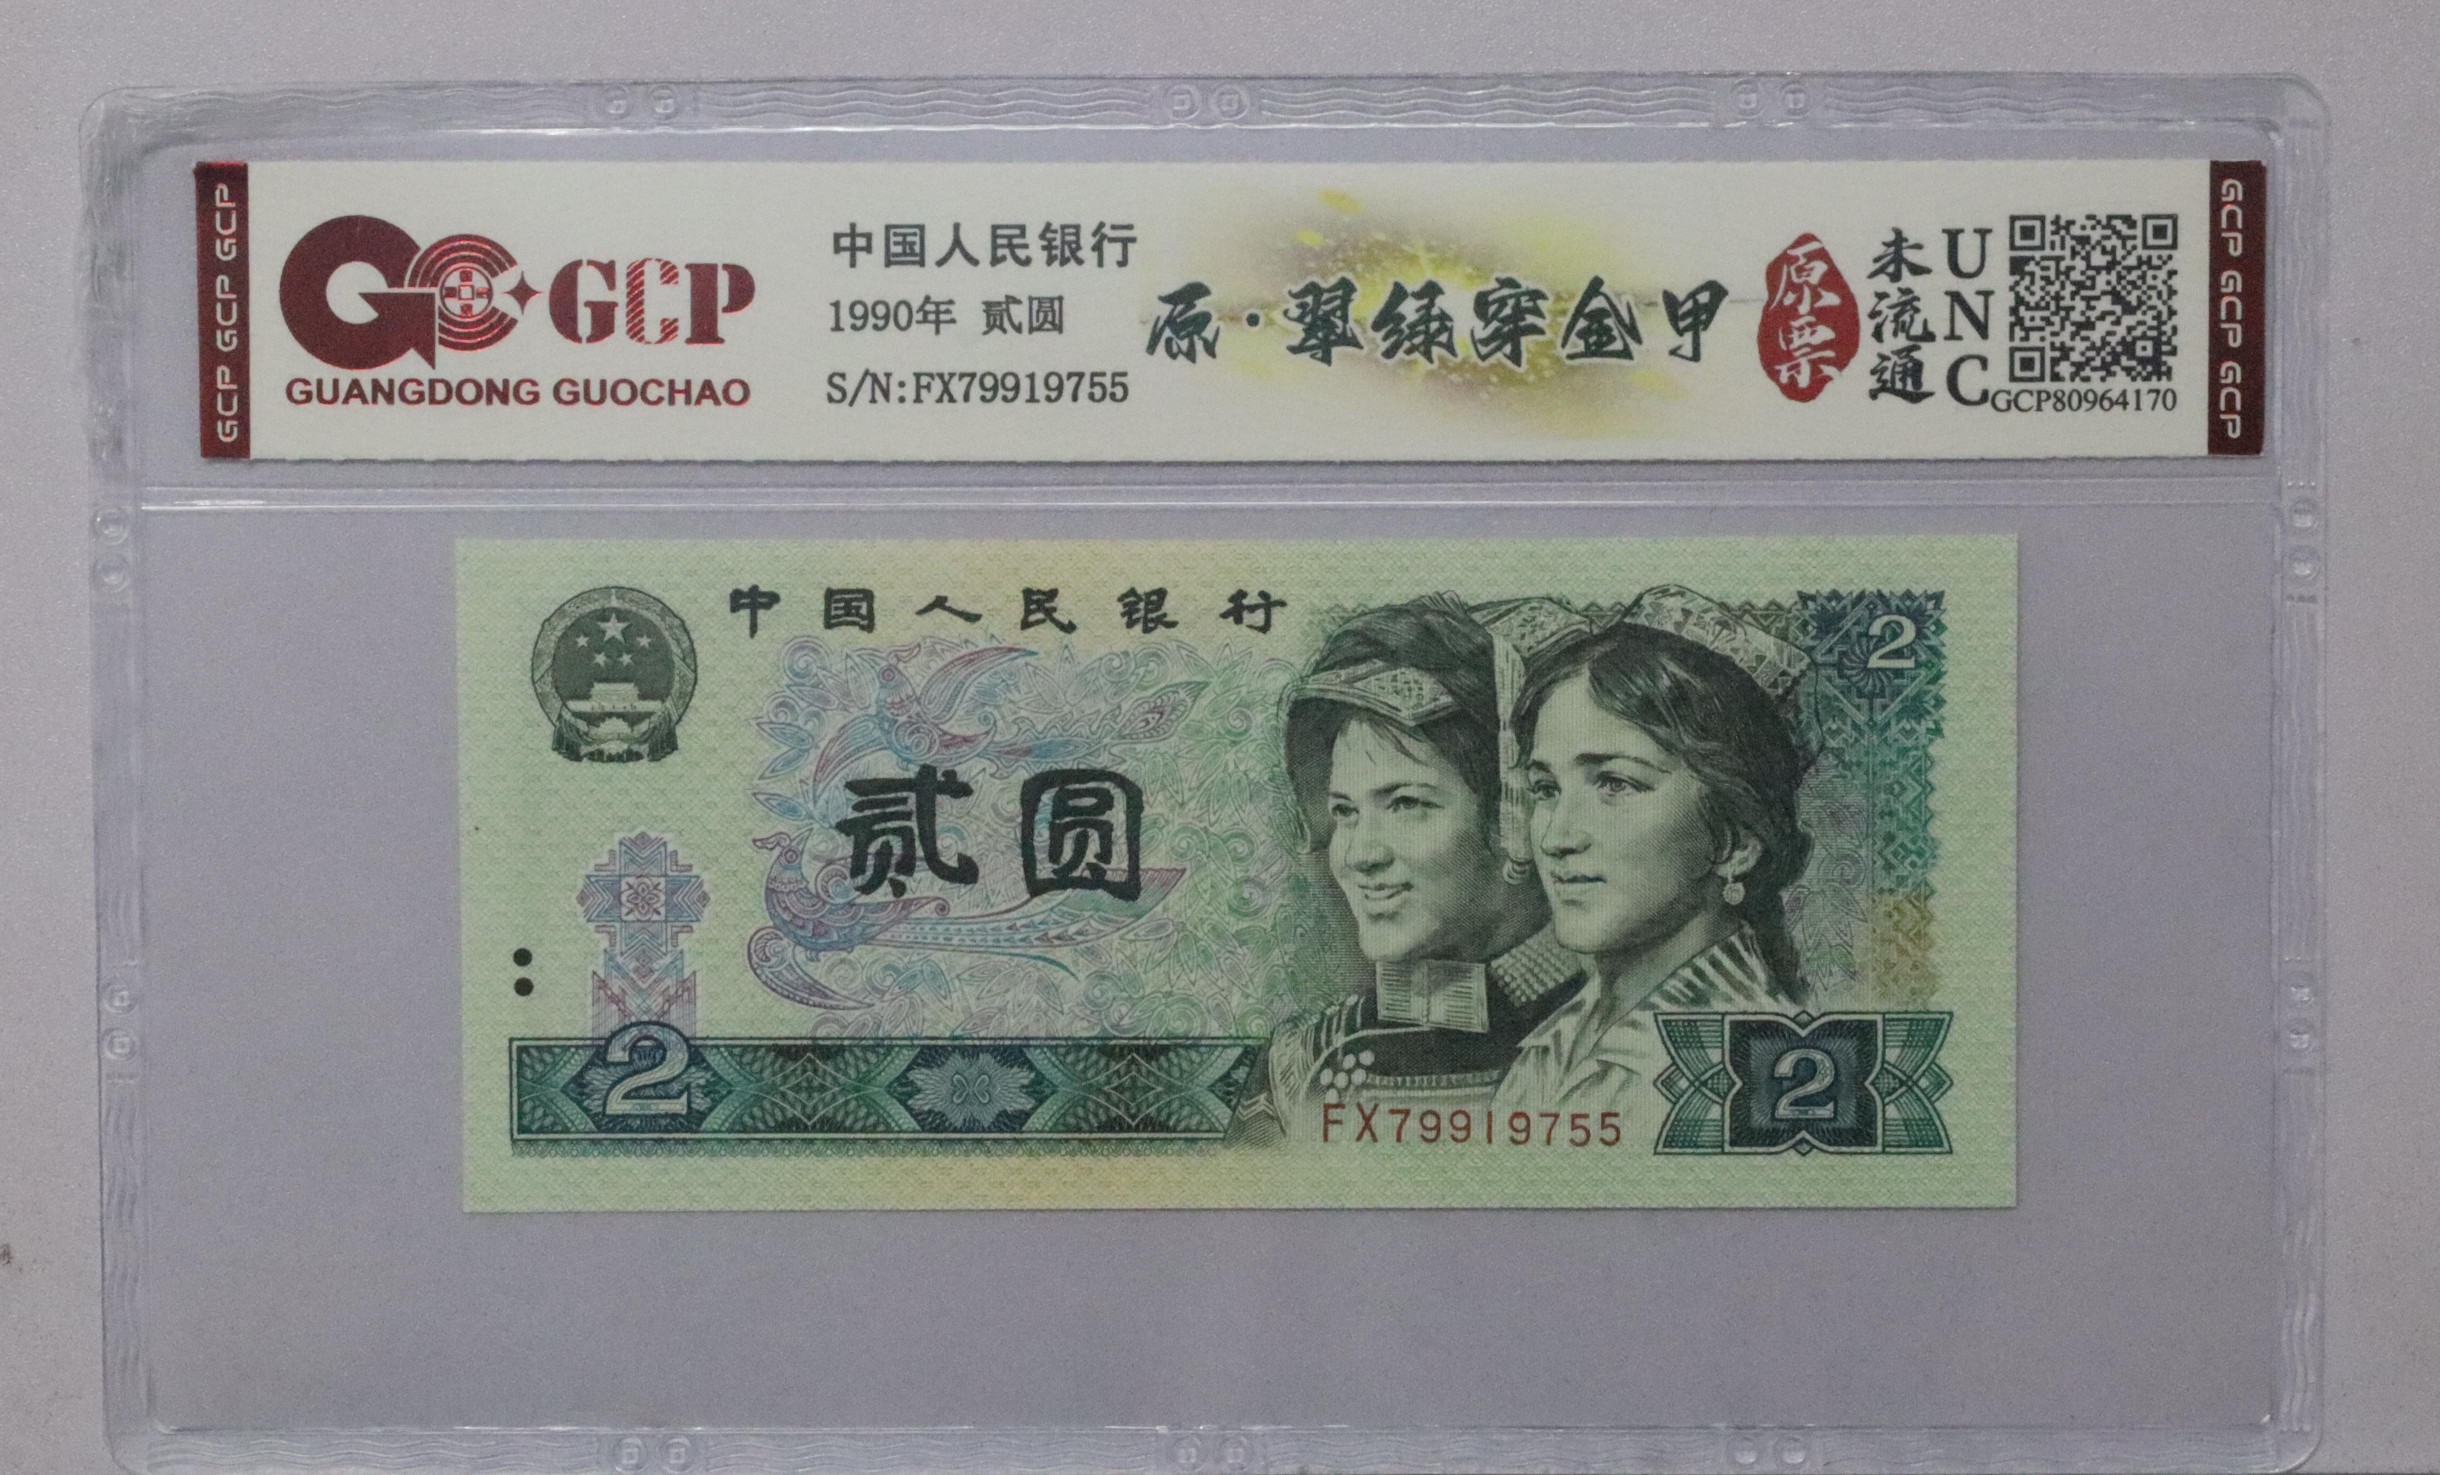 GCP GCP GCP
GCP
GUANGDONG GUOCHAO
中国人民银行
1990年 贰圆
S/N:FX79919755
原·翠绿穿金甲
原票
未流通
UNC
GCP80964170
GCP GCP GCP
中国人民银行
2
贰圆
2
FX79919755
2